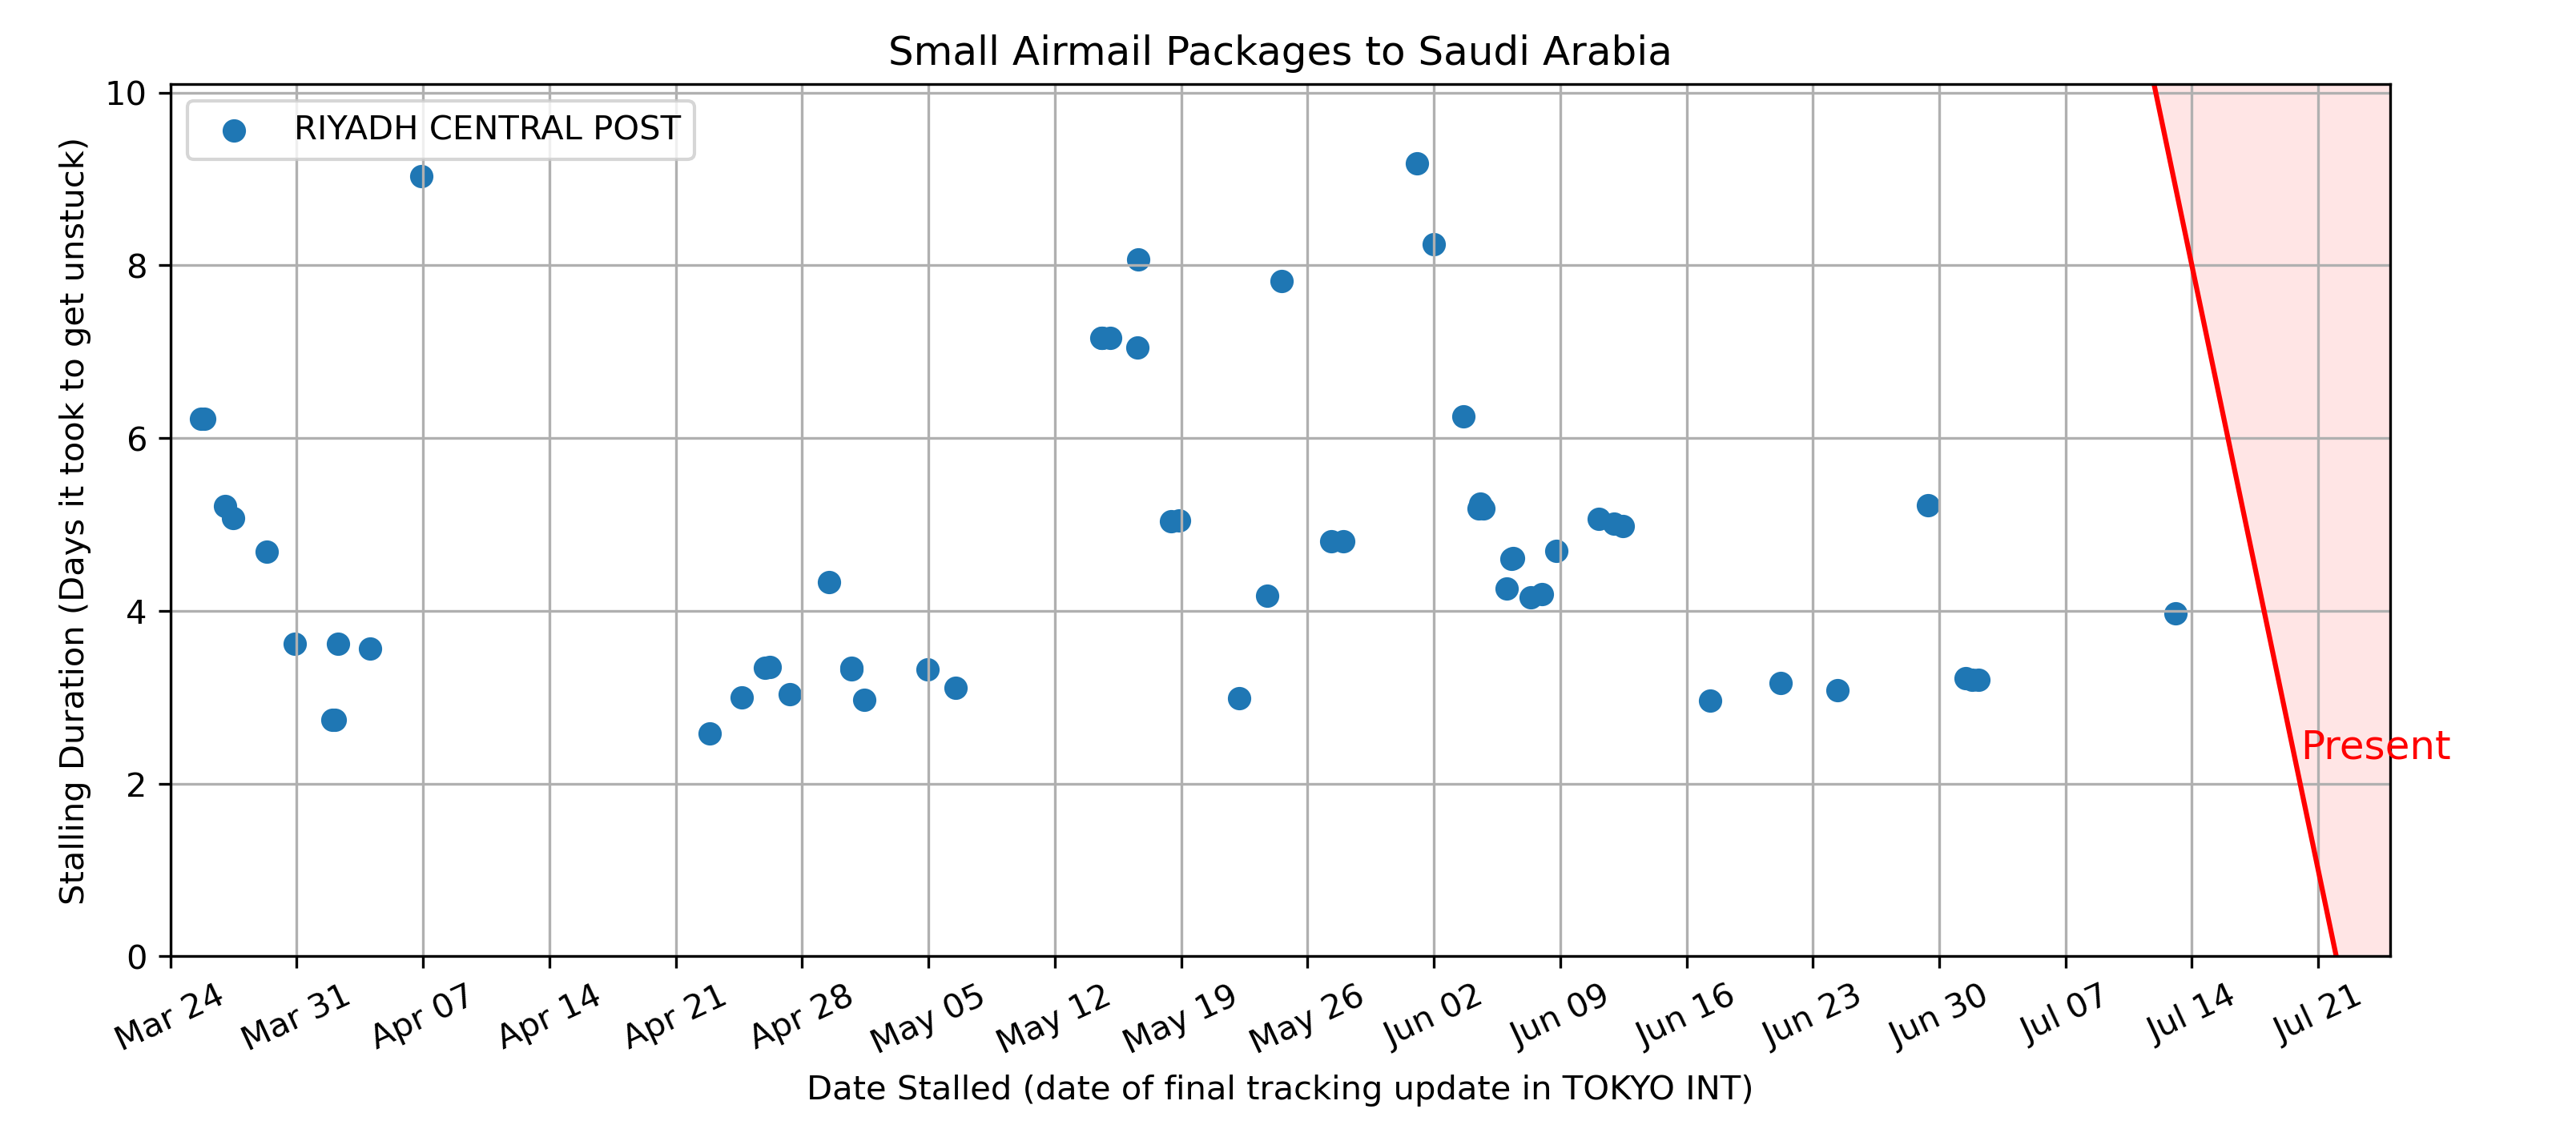 Small Airmail Packages to Saudi Arabia
RIYADH CENTRAL POST
Stalling Duration (Days it took to get unstuck)
10
8
6
4
2
0
Present
Mar 24
Mar 31
Apr 07
Apr 14
Apr 21
Apr 28
May 05
May 12
May 19
May 26
Jun 02
Jun 09
Jun 16
Jun 23
Jun 30
Jul 07
Jul 14
Jul 21
Date Stalled (date of final tracking update in TOKYO INT)